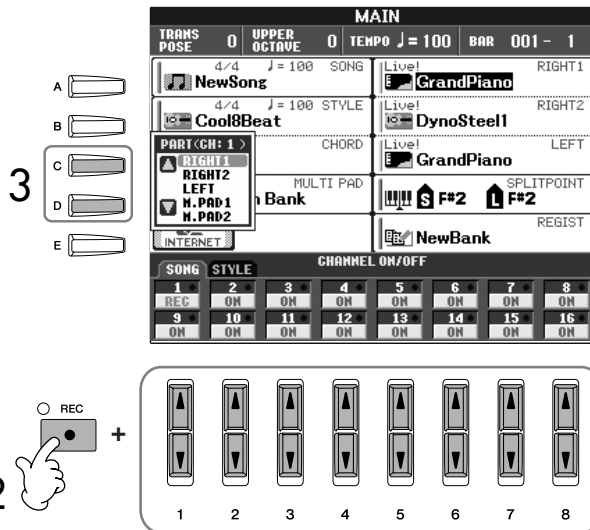 MAIN
TRANS POSE 0 UPPER OCTAVE 0 TEMPO ♩= 100 BAR 001 - 1
4/4 ♩= 100 SONG
NewSong
Live! RIGHT1
GrandPiano
4/4 ♩= 100 STYLE
Cool8Beat
Live! RIGHT2
DynoSteel1
PART(CH: 1 )
RIGHT1
RIGHT2
LEFT
M.PAD1
M.PAD2
CHORD
Live! LEFT
GrandPiano
MULTI PAD
Bank
SPLITPOINT
S F#2 L F#2
INTERNET
REGIST
NewBank
SONG STYLE CHANNEL ON/OFF
1 2 3 4 5 6 7 8
REC ON ON ON ON ON ON ON
9 10 11 12 13 14 15 16
ON ON ON ON ON ON ON ON
A
B
C
D
E
3
REC
+
2
1 2 3 4 5 6 7 8